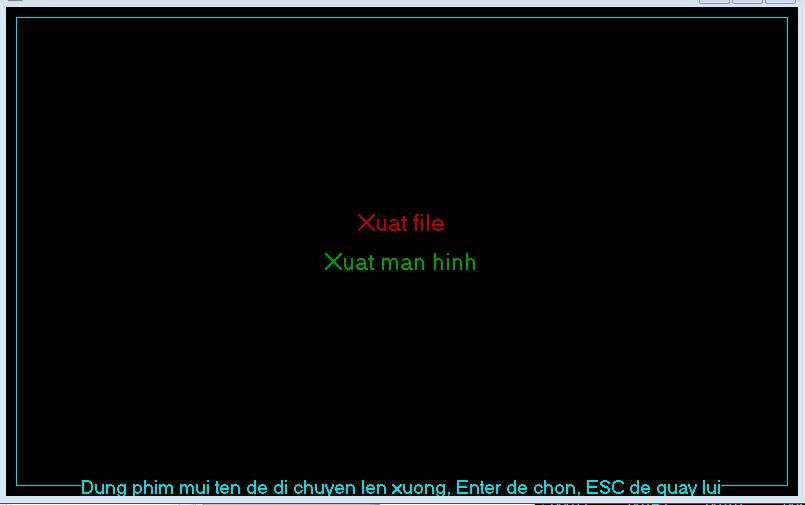 Xuat file
Xuat man hinh
Dung phim mui ten de di chuyen len xuong, Enter de chon, ESC de quay lui